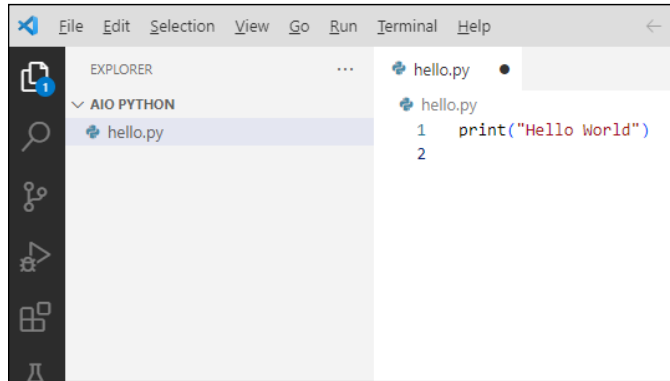 File Edit Selection View Go Run Terminal Help
EXPLORER ... hello.py
1
AIO PYTHON hello.py
hello.py 1 print("Hello World")
2